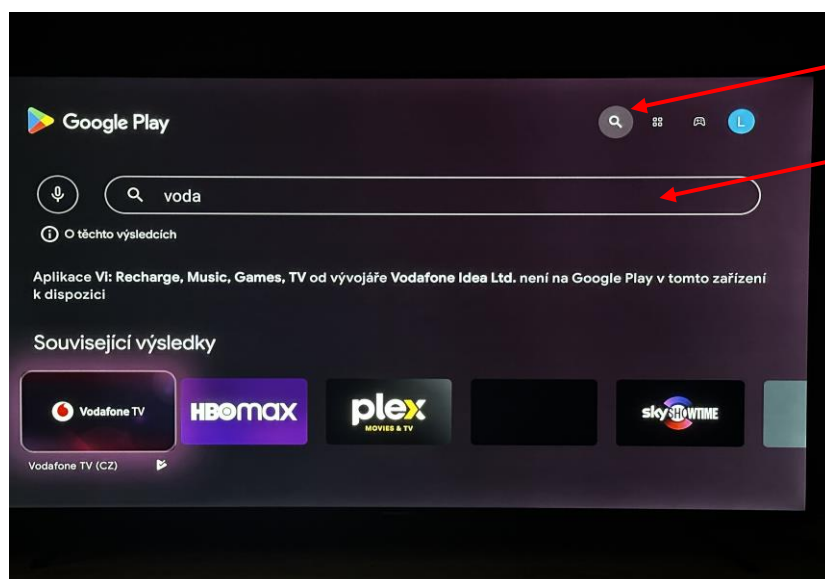 Google Play
L
voda
O těchto výsledcích
Aplikace Vi: Recharge, Music, Games, TV od vývojáře Vodafone Idea Ltd. není na Google Play v tomto zařízení
k dispozici
Související výsledky
Vodafone TV
HBOmax
plex
MOVIES & TV
skySHOWTIME
Vodafone TV (CZ)